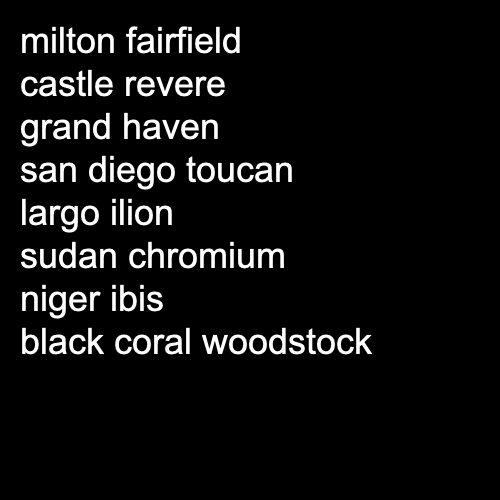 milton fairfield
castle revere
grand haven
san diego toucan
largo ilion
sudan chromium
niger ibis
black coral woodstock